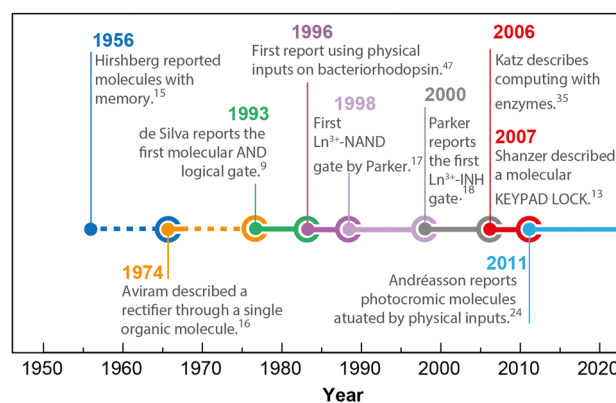 1956
Hirshberg reported
molecules with
memory.15
1974
Aviram described a
rectifier through a single
organic molecule.16
1993
de Silva reports the
first molecular AND
logical gate.9
1996
First report using physical
inputs on bacteriorhodopsin.47
1998
First
Ln3+-NAND
gate by Parker.17
2000
Parker
reports
the first
Ln3+-INH
gate.18
2006
Katz describes
computing with
enzymes.35
2007
Shanzer described
a molecular
KEYPAD LOCK.13
2011
Andréasson reports
photocromic molecules
atuated by physical inputs.24
1950 1960 1970 1980 1990 2000 2010 2020
Year